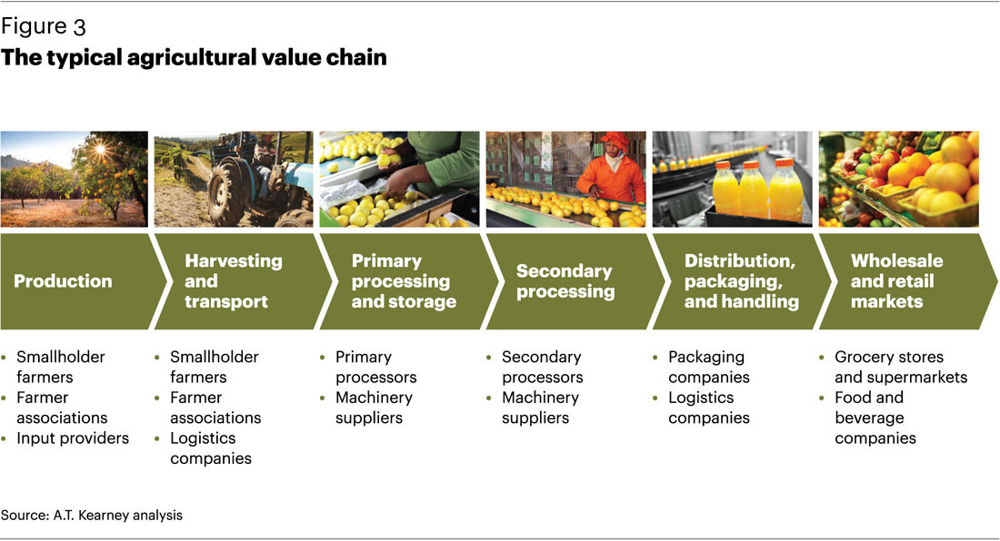 Figure 3
The typical agricultural value chain
Production
Harvesting
and
transport
Primary
processing
and storage
Secondary
processing
Distribution,
packaging,
and handling
Wholesale
and retail
markets
• Smallholder
farmers
• Farmer
associations
• Input providers
• Smallholder
farmers
• Farmer
associations
• Logistics
companies
• Primary
processors
• Machinery
suppliers
• Secondary
processors
• Machinery
suppliers
• Packaging
companies
• Logistics
companies
• Grocery stores
and supermarkets
• Food and
beverage
companies
Source: A.T. Kearney analysis